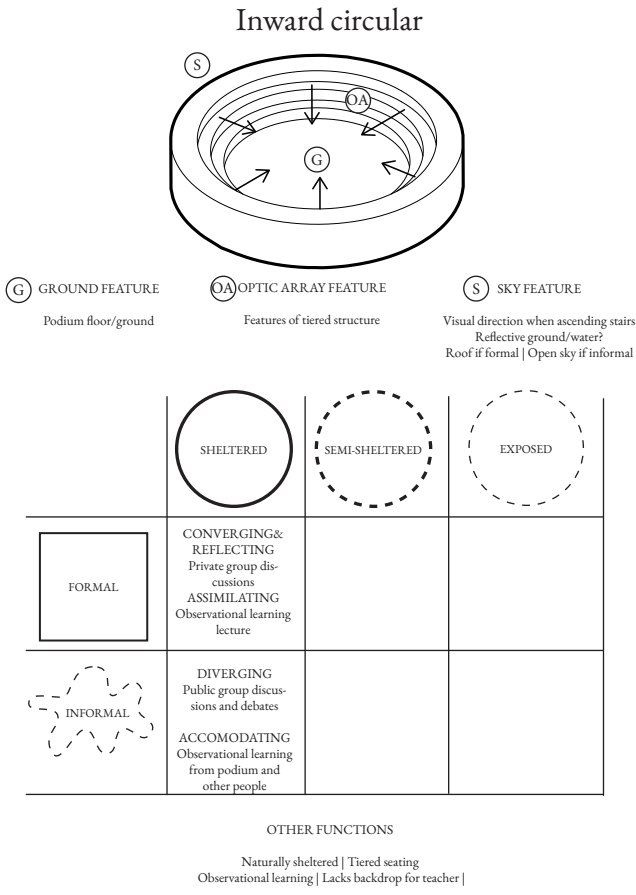 Inward circular
S
OA
G
G GROUND FEATURE
Podium floor/ground
OA OPTIC ARRAY FEATURE
Features of tiered structure
S SKY FEATURE
Visual direction when ascending stairs
Reflective ground/water?
Roof if formal | Open sky if informal
SHELTERED
SEMI-SHELTERED
EXPOSED
FORMAL
CONVERGING&
REFLECTING
Private group dis-
cussions
ASSIMILATING
Observational learning
lecture
INFORMAL
DIVERGING
Public group discus-
sions and debates
ACCOMODATING
Observational learning
from podium and
other people
OTHER FUNCTIONS
Naturally sheltered | Tiered seating
Observational learning | Lacks backdrop for teacher |